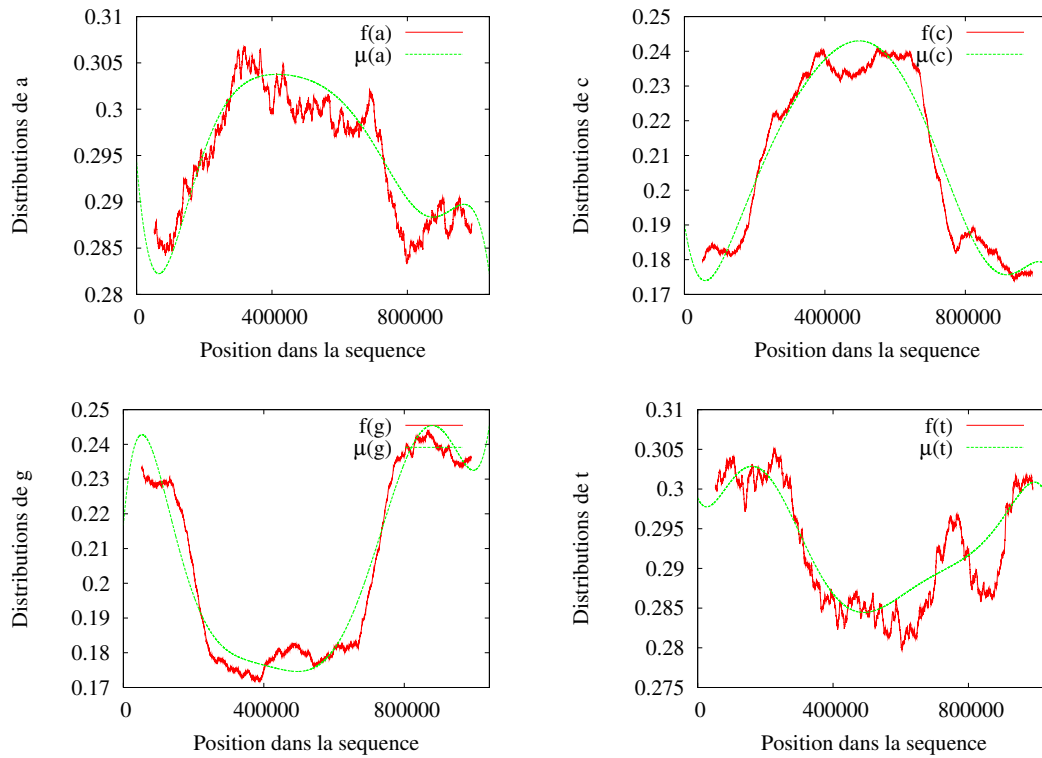 0.31
0.305
0.3
0.295
0.29
0.285
0.28
0 400000 800000
Distributions de a
Position dans la sequence
f(a)
μ(a)
0.25
0.24
0.23
0.22
0.21
0.2
0.19
0.18
0.17
0 400000 800000
Distributions de c
Position dans la sequence
f(c)
μ(c)
0.25
0.24
0.23
0.22
0.21
0.2
0.19
0.18
0.17
0 400000 800000
Distributions de g
Position dans la sequence
f(g)
μ(g)
0.31
0.305
0.3
0.295
0.29
0.285
0.28
0.275
0 400000 800000
Distributions de t
Position dans la sequence
f(t)
μ(t)